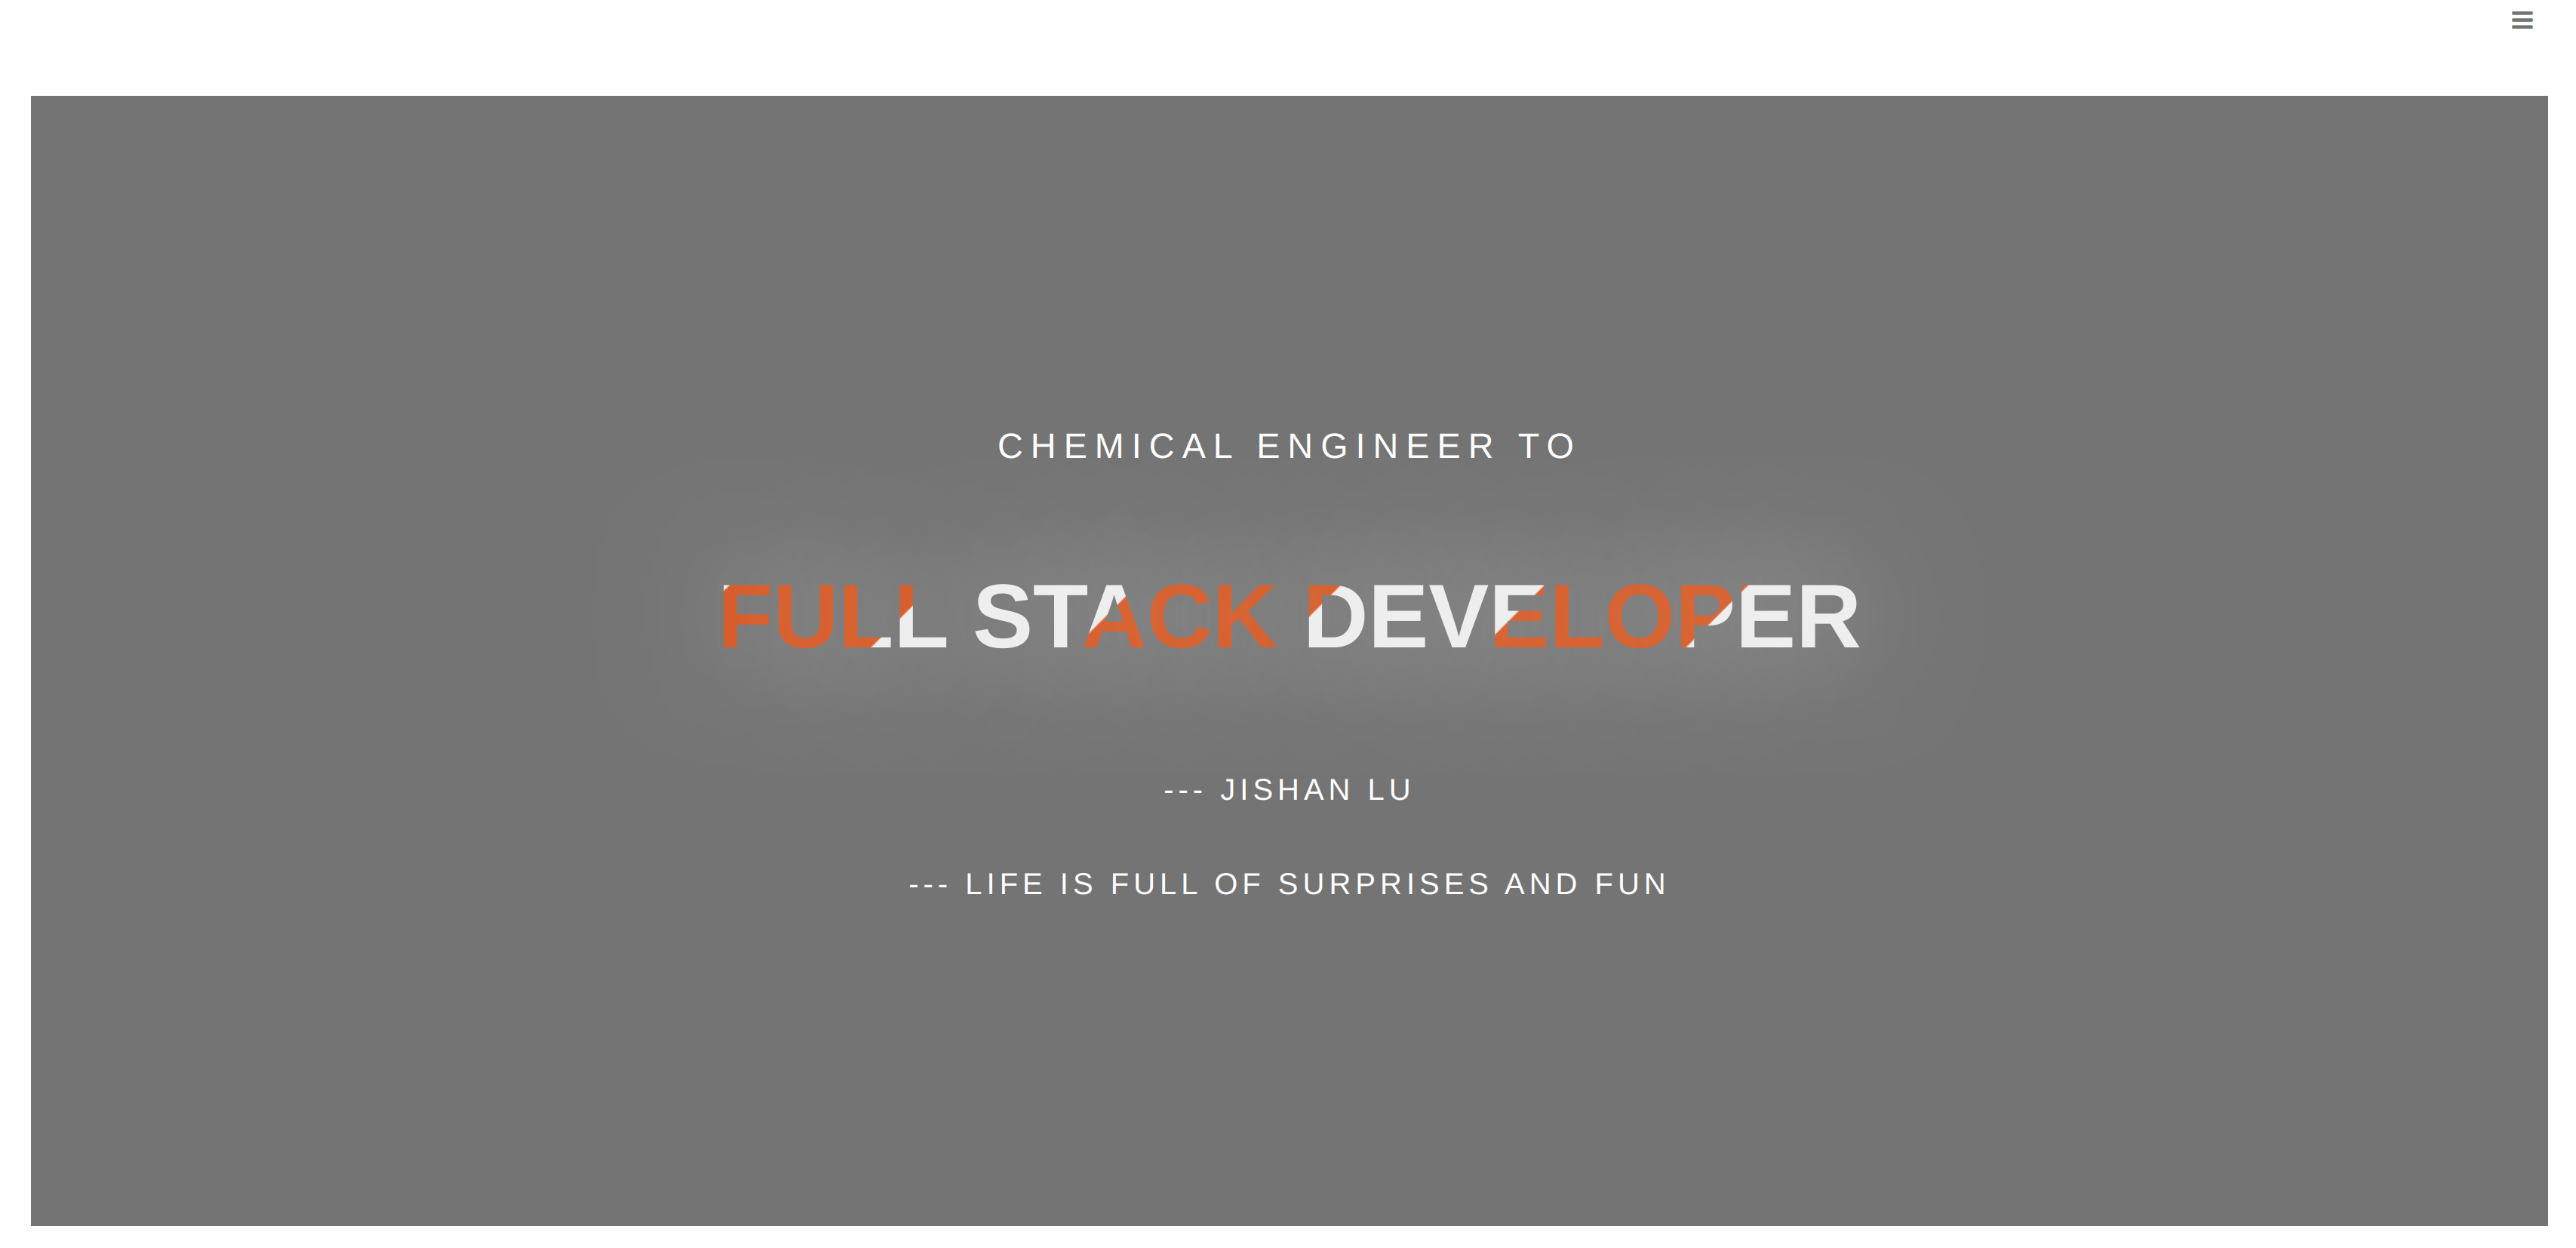 CHEMICAL ENGINEER TO
FULL STACK DEVELOPER
--- JISHAN LU
--- LIFE IS FULL OF SURPRISES AND FUN